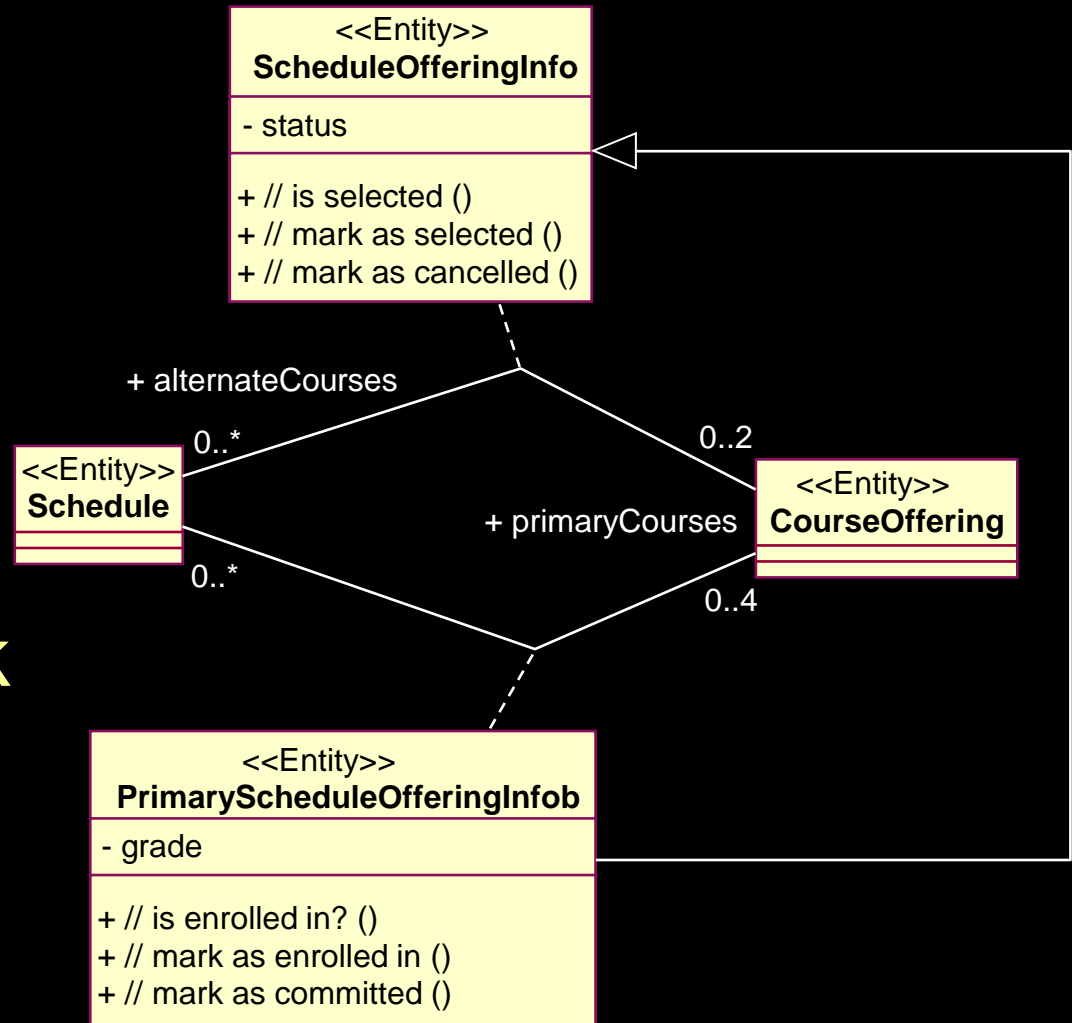 <<Entity>>
ScheduleOfferingInfo
- status
+ // is selected ()
+ // mark as selected ()
+ // mark as cancelled ()
+ alternateCourses
0..*
0..2
<<Entity>>
Schedule
<<Entity>>
CourseOffering
+ primaryCourses
0..*
0..4
<<Entity>>
PrimaryScheduleOfferingInfob
- grade
+ // is enrolled in? ()
+ // mark as enrolled in ()
+ // mark as committed ()